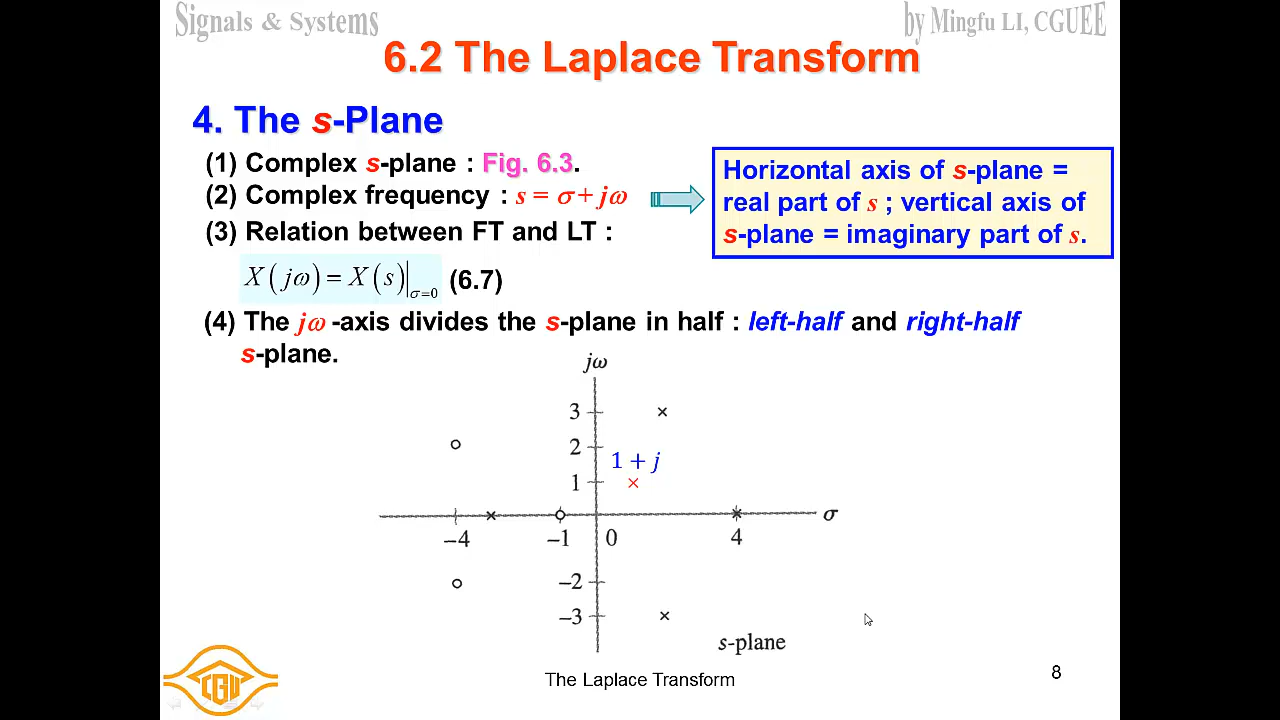 Signals & Systems
by Mingfu LI, CGUEE
6.2 The Laplace Transform
4. The s-Plane
(1) Complex s-plane : Fig. 6.3.
(2) Complex frequency : s = σ + jω
(3) Relation between FT and LT :
Horizontal axis of s-plane =
real part of s ; vertical axis of
s-plane = imaginary part of s.
X(jω) = X(s)|σ=0 (6.7)
(4) The jω -axis divides the s-plane in half : left-half and right-half
s-plane.
jω
3
2
1 + j
1
σ
−4
−1
0
4
−2
−3
s-plane
CGU
The Laplace Transform
8